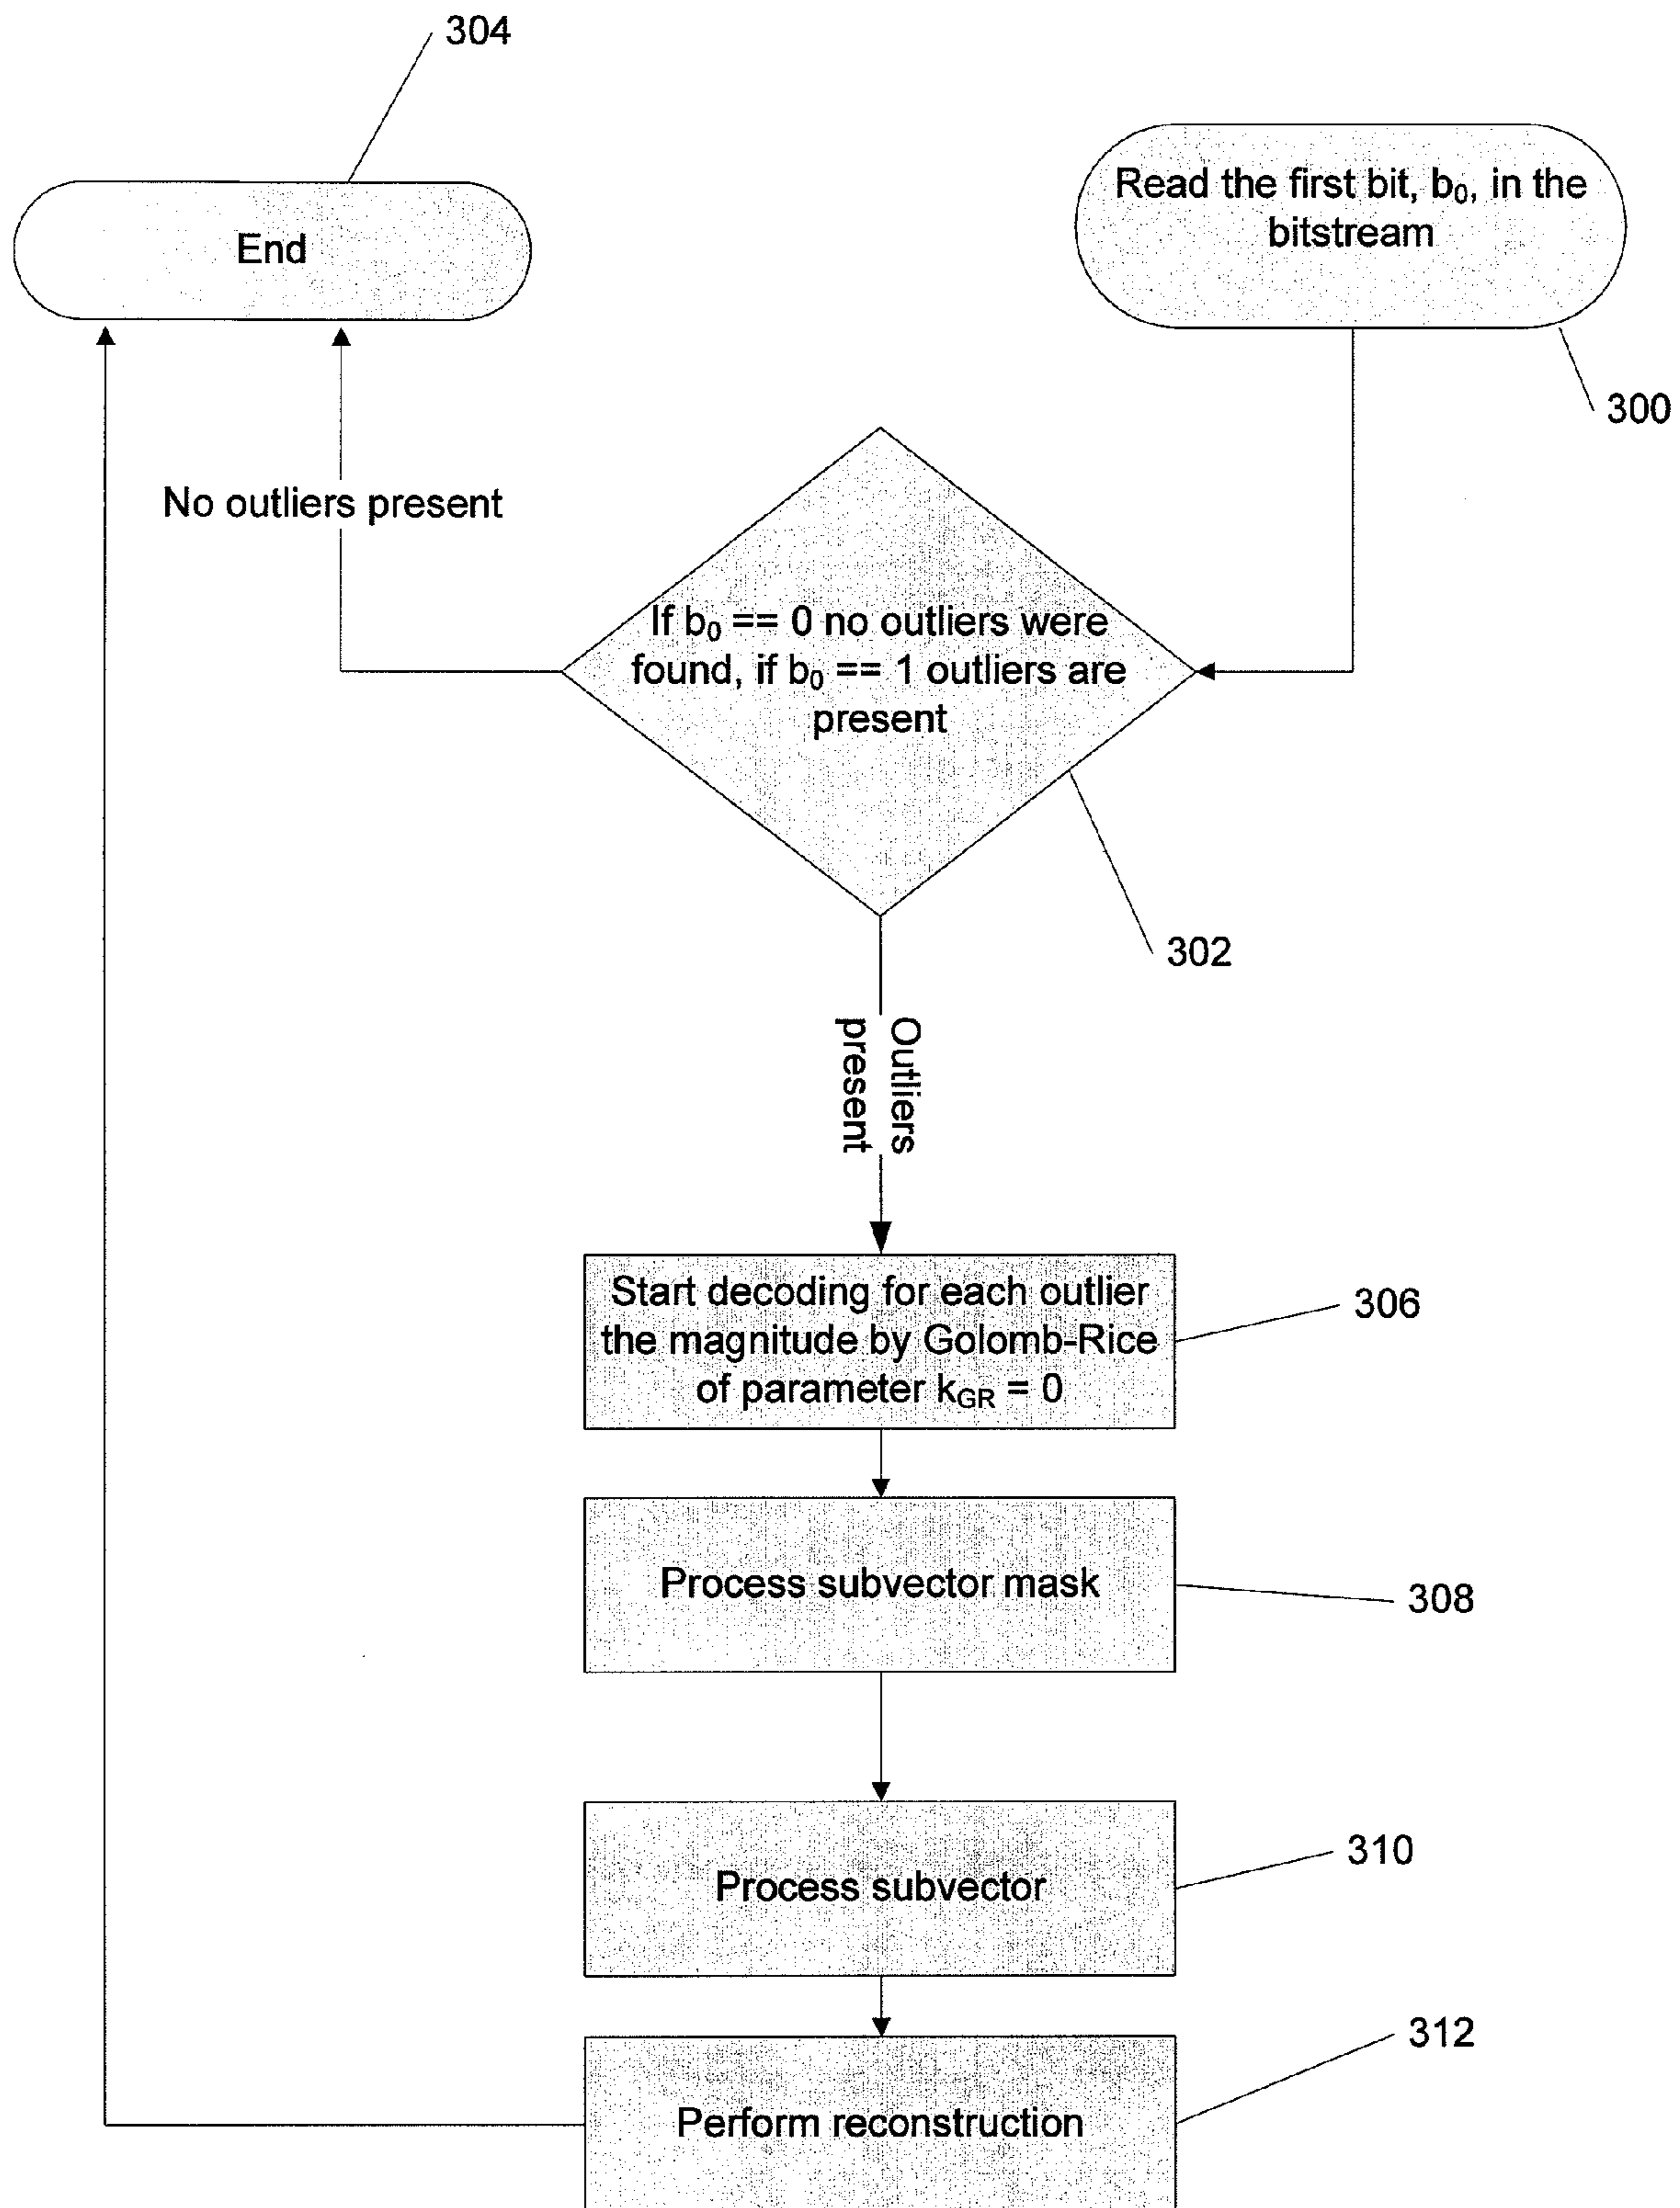 304
Read the first bit, b₀, in the
bitstream
End
300
No outliers present
If b₀ == 0 no outliers were
found, if b₀ == 1 outliers are
present
302
Outliers
present
Start decoding for each outlier
the magnitude by Golomb-Rice
of parameter k_GR = 0
306
Process subvector mask
308
Process subvector
310
Perform reconstruction
312